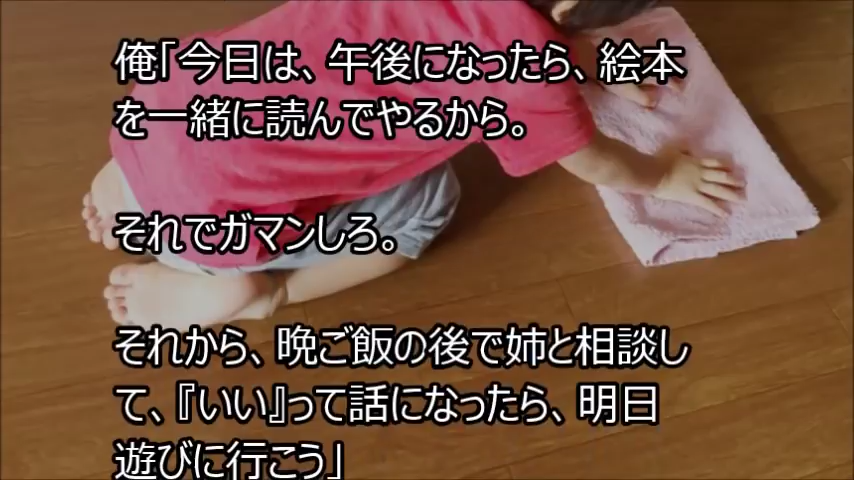 俺「今日は、午後になったら、絵本
を一緒に読んでやるから。
それでガマンしろ。
それから、晩ご飯の後で姉と相談し
て、『いい』って話になったら、明日
遊びに行こう」